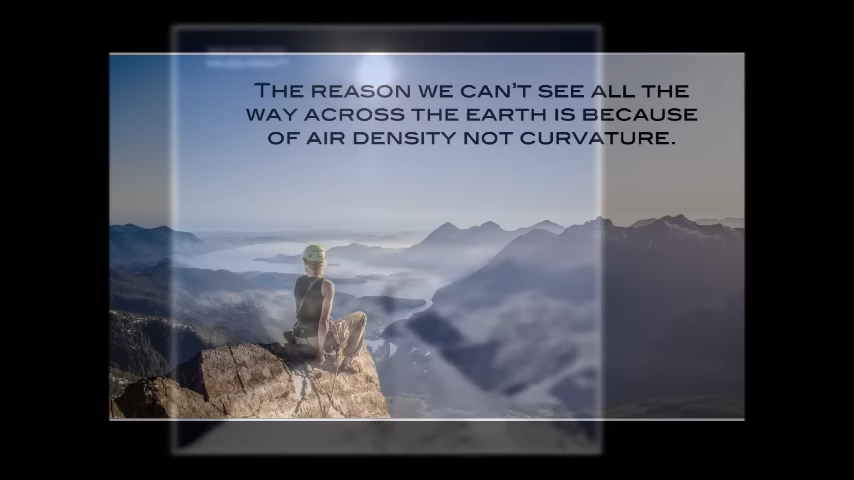 The reason we can't see all the
way across the earth is because
of air density not curvature.